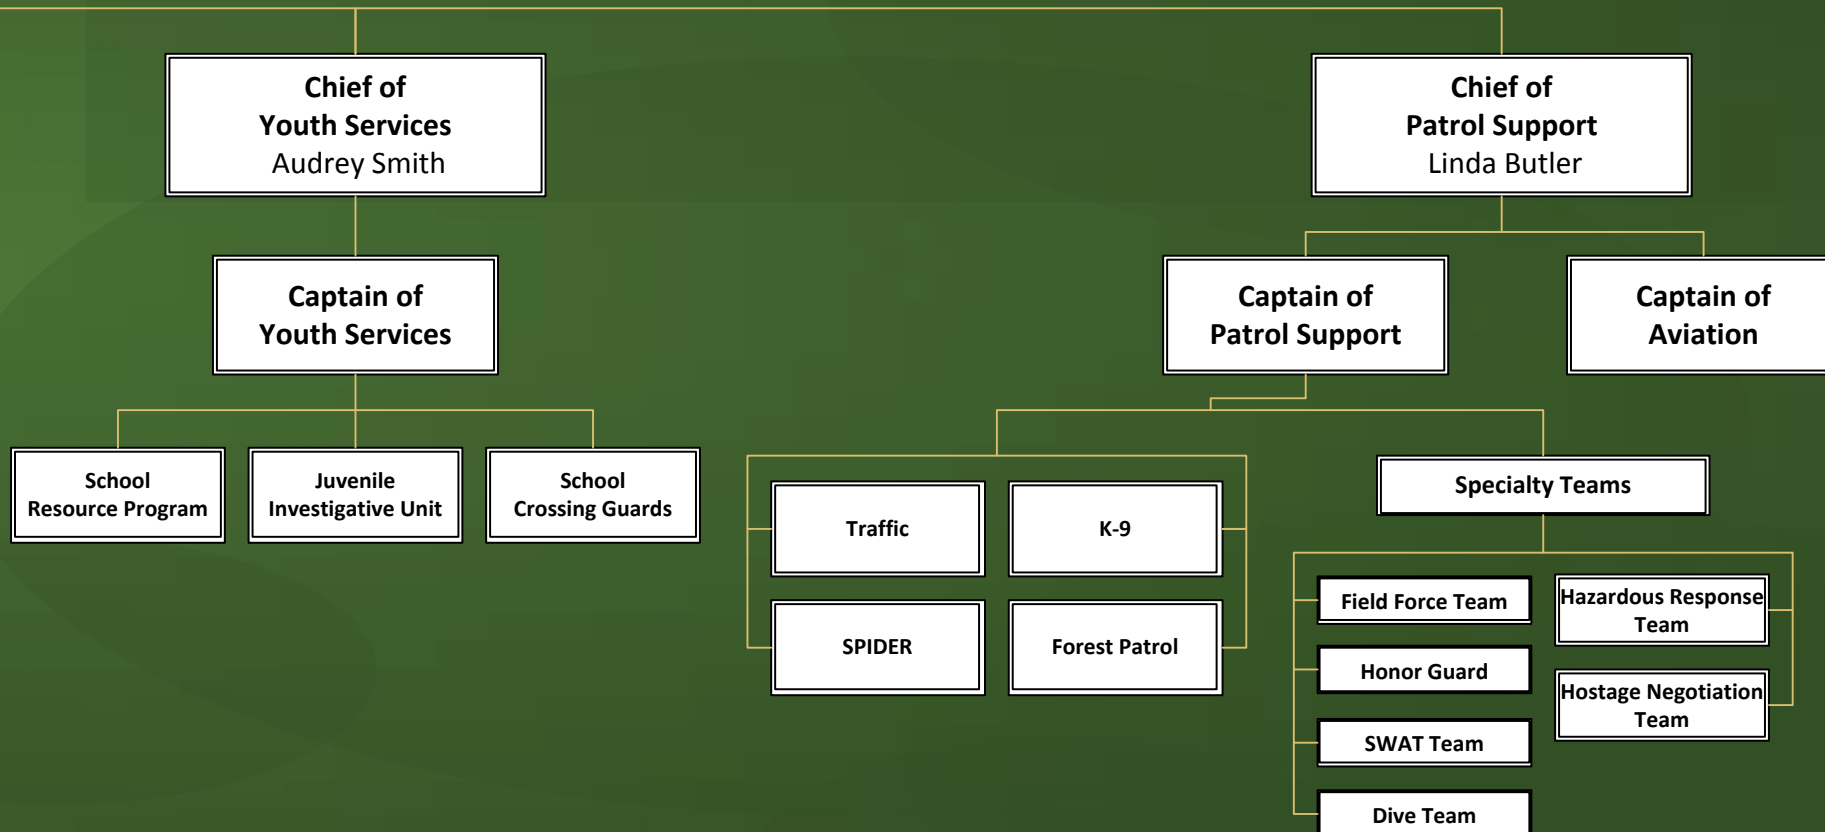 Chief of
Youth Services
Audrey Smith
Chief of
Patrol Support
Linda Butler
Captain of
Youth Services
Captain of
Patrol Support
Captain of
Aviation
School
Resource Program
Juvenile
Investigative Unit
School
Crossing Guards
Traffic
K-9
SPIDER
Forest Patrol
Specialty Teams
Field Force Team
Honor Guard
SWAT Team
Dive Team
Hazardous Response
Team
Hostage Negotiation
Team